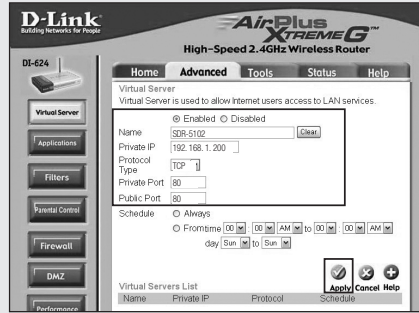 D-Link
Building Networks for People
AirPlus
XTREME G™
High-Speed 2.4GHz Wireless Router
DI-624
Home Advanced Tools Status Help
Virtual Server
Applications
Filters
Parental Control
Firewall
DMZ
Performance
Virtual Server
Virtual Server is used to allow Internet users access to LAN services.
Enabled Disabled
Name SDR-5102 Clear
Private IP 192.168.1.200
Protocol Type TCP
Private Port 80
Public Port 80
Schedule Always
From time 00 : 00 AM to 00 : 00 AM
day Sun to Sun
Apply Cancel Help
Virtual Servers List
Name Private IP Protocol Schedule